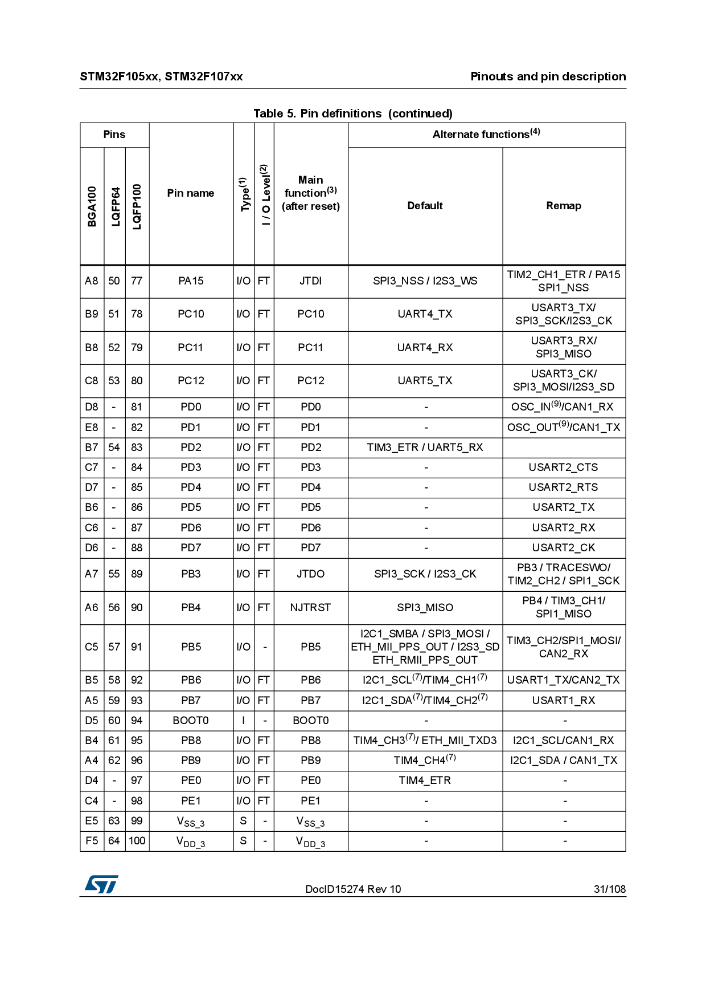 STM32F105xx, STM32F107xx Pinouts and pin description
Table 5. Pin definitions (continued)
Pins
Pin name
Type(1)
I / O Level(2)
Main
function(3)
(after reset)
Alternate functions(4)
BGA100
LQFP64
LQFP100
Default
Remap
A8 50 77 PA15 I/O FT JTDI SPI3_NSS / I2S3_WS TIM2_CH1_ETR / PA15
SPI1_NSS
B9 51 78 PC10 I/O FT PC10 UART4_TX USART3_TX/
SPI3_SCK/I2S3_CK
B8 52 79 PC11 I/O FT PC11 UART4_RX USART3_RX/
SPI3_MISO
C8 53 80 PC12 I/O FT PC12 UART5_TX USART3_CK/
SPI3_MOSI/I2S3_SD
D8 - 81 PD0 I/O FT PD0 - OSC_IN(9)/CAN1_RX
E8 - 82 PD1 I/O FT PD1 - OSC_OUT(9)/CAN1_TX
B7 54 83 PD2 I/O FT PD2 TIM3_ETR / UART5_RX
C7 - 84 PD3 I/O FT PD3 - USART2_CTS
D7 - 85 PD4 I/O FT PD4 - USART2_RTS
B6 - 86 PD5 I/O FT PD5 - USART2_TX
C6 - 87 PD6 I/O FT PD6 - USART2_RX
D6 - 88 PD7 I/O FT PD7 - USART2_CK
A7 55 89 PB3 I/O FT JTDO SPI3_SCK / I2S3_CK PB3 / TRACESWO/
TIM2_CH2 / SPI1_SCK
A6 56 90 PB4 I/O FT NJTRST SPI3_MISO PB4 / TIM3_CH1/
SPI1_MISO
C5 57 91 PB5 I/O - PB5 I2C1_SMBA / SPI3_MOSI /
ETH_MII_PPS_OUT / I2S3_SD
ETH_RMII_PPS_OUT
TIM3_CH2/SPI1_MOSI/
CAN2_RX
B5 58 92 PB6 I/O FT PB6 I2C1_SCL(7)/TIM4_CH1(7) USART1_TX/CAN2_TX
A5 59 93 PB7 I/O FT PB7 I2C1_SDA(7)/TIM4_CH2(7) USART1_RX
D5 60 94 BOOT0 I - BOOT0 - -
B4 61 95 PB8 I/O FT PB8 TIM4_CH3(7)/ ETH_MII_TXD3 I2C1_SCL/CAN1_RX
A4 62 96 PB9 I/O FT PB9 TIM4_CH4(7) I2C1_SDA / CAN1_TX
D4 - 97 PE0 I/O FT PE0 TIM4_ETR -
C4 - 98 PE1 I/O FT PE1 - -
E5 63 99 VSS_3 S - VSS_3 - -
F5 64 100 VDD_3 S - VDD_3 - -
ST DocID15274 Rev 10 31/108